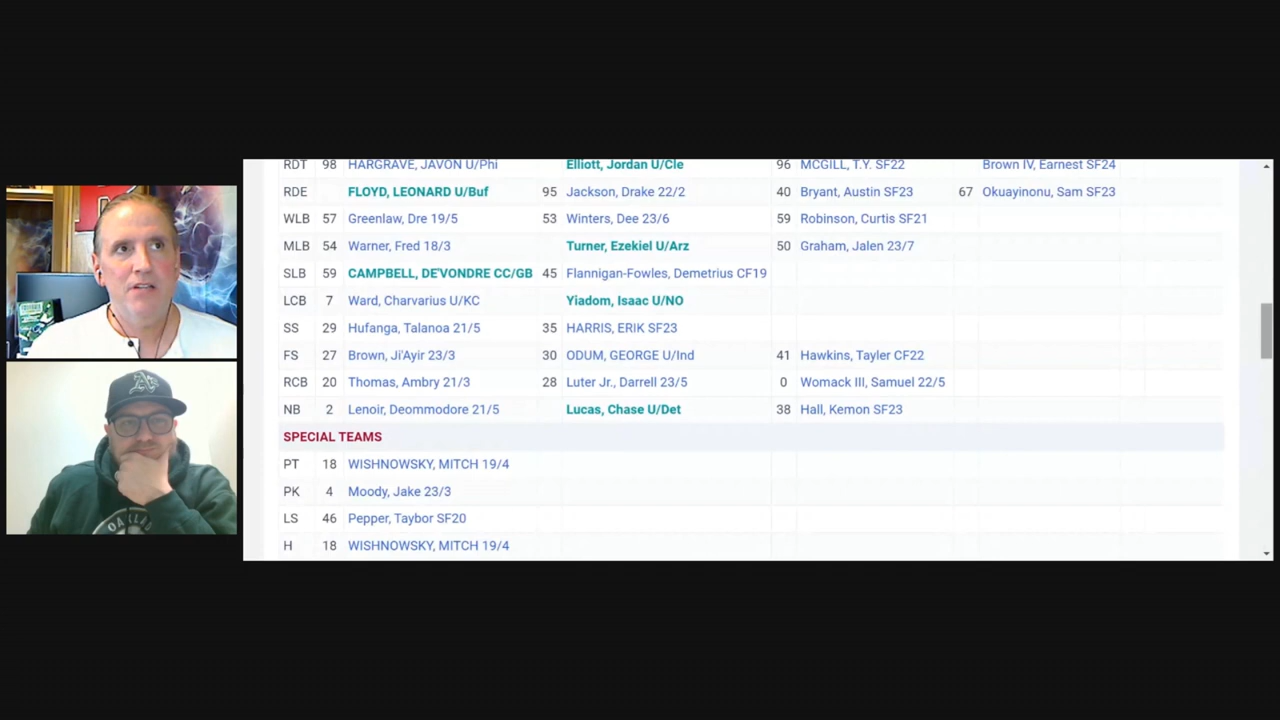 RDT 98 HARGRAVE, JAVON U/Phi Elliott, Jordan U/Cle 96 MCGILL, T.Y. SF22 Brown IV, Earnest SF24
RDE FLOYD, LEONARD U/Buf 95 Jackson, Drake 22/2 40 Bryant, Austin SF23 67 Okuayinonu, Sam SF23
WLB 57 Greenlaw, Dre 19/5 53 Winters, Dee 23/6 59 Robinson, Curtis SF21
MLB 54 Warner, Fred 18/3 Turner, Ezekiel U/Arz 50 Graham, Jalen 23/7
SLB 59 CAMPBELL, DE'VONDRE CC/GB 45 Flannigan-Fowles, Demetrius CF19
LCB 7 Ward, Charvarius U/KC Yiadom, Isaac U/NO
SS 29 Hufanga, Talanoa 21/5 35 HARRIS, ERIK SF23
FS 27 Brown, Ji'Ayir 23/3 30 ODUM, GEORGE U/Ind 41 Hawkins, Tayler CF22
RCB 20 Thomas, Ambry 21/3 28 Luter Jr., Darrell 23/5 0 Womack III, Samuel 22/5
NB 2 Lenoir, Deommodore 21/5 Lucas, Chase U/Det 38 Hall, Kemon SF23
SPECIAL TEAMS
PT 18 WISHNOWSKY, MITCH 19/4
PK 4 Moody, Jake 23/3
LS 46 Pepper, Taybor SF20
H 18 WISHNOWSKY, MITCH 19/4
A's
OAKLAND